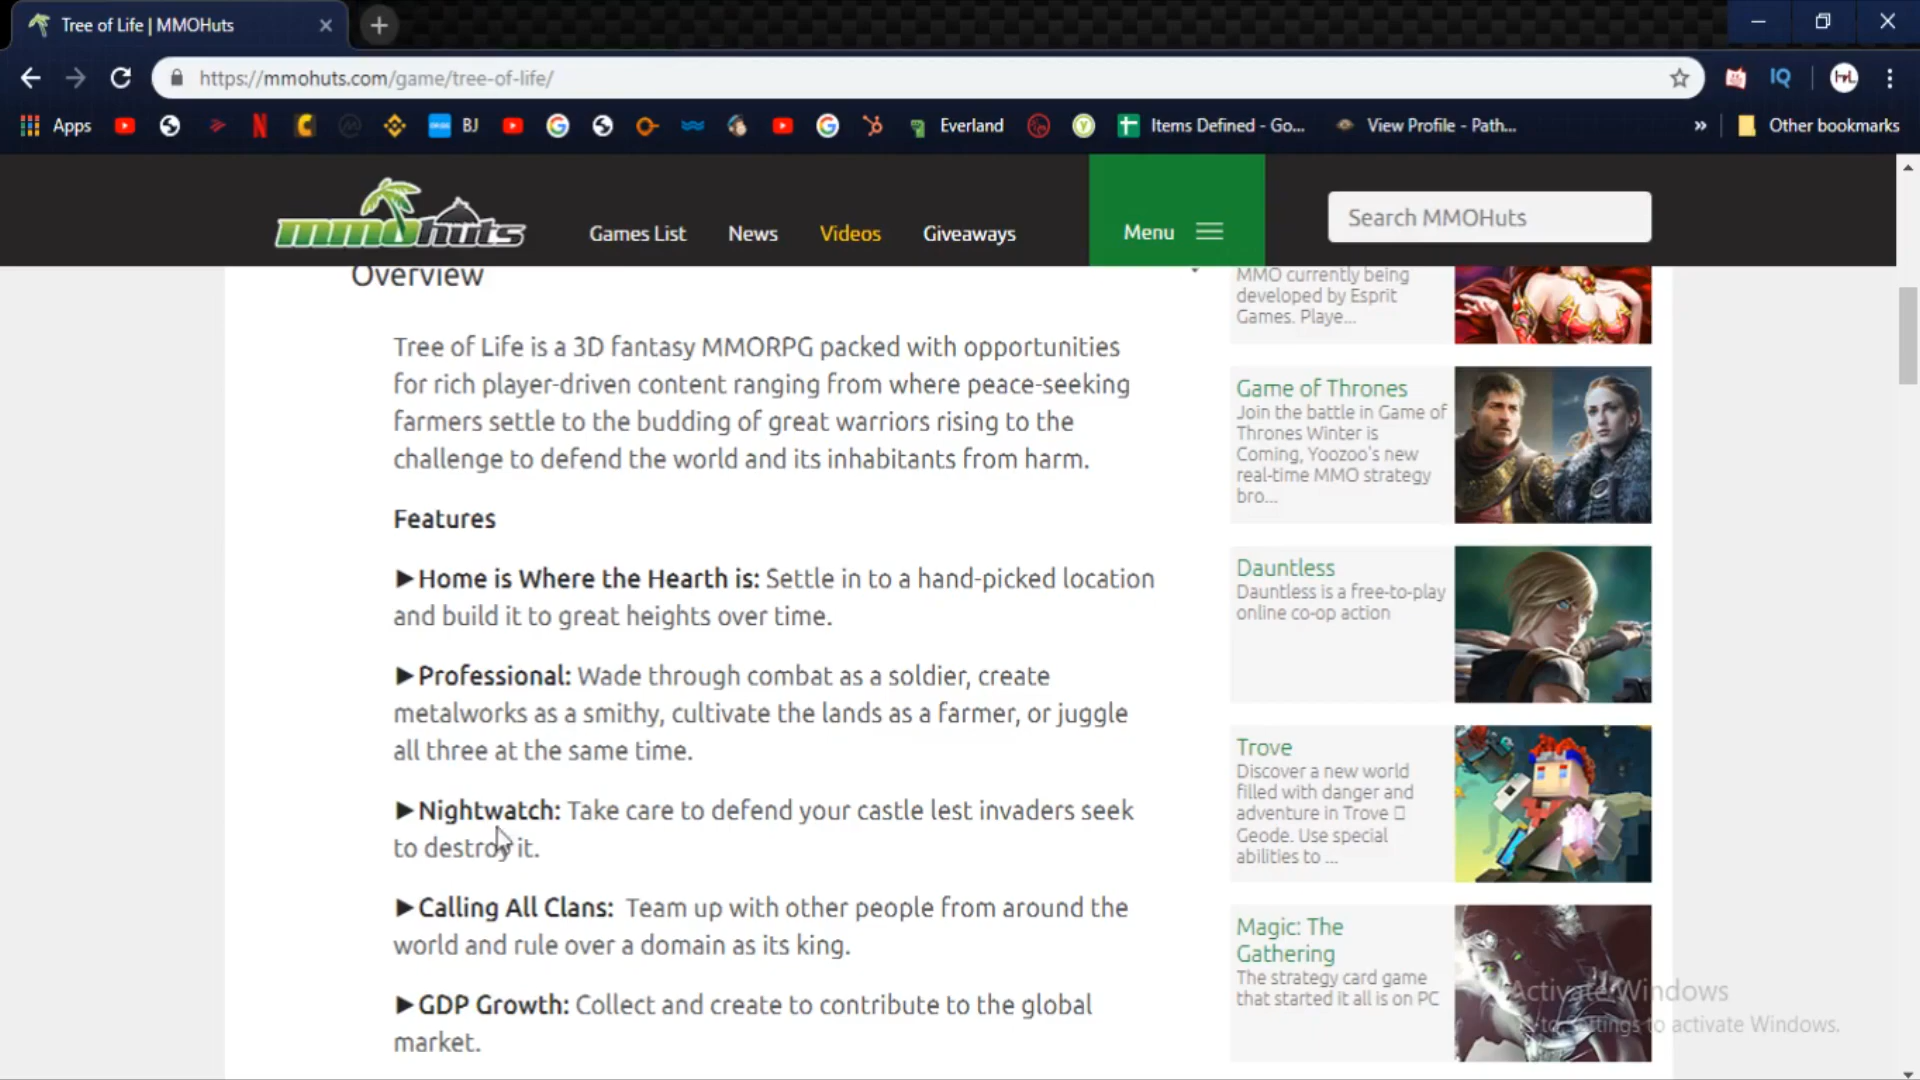 Tree of Life | MMOHuts
https://mmohuts.com/game/tree-of-life/
Apps
BJ
Everland
Items Defined - Go...
View Profile - Path...
»
Other bookmarks
mmohuts
Games List
News
Videos
Giveaways
Menu
Search MMOHuts
Overview
Tree of Life is a 3D fantasy MMORPG packed with opportunities
for rich player-driven content ranging from where peace-seeking
farmers settle to the budding of great warriors rising to the
challenge to defend the world and its inhabitants from harm.
Features
►Home is Where the Hearth is: Settle in to a hand-picked location
and build it to great heights over time.
►Professional: Wade through combat as a soldier, create
metalworks as a smithy, cultivate the lands as a farmer, or juggle
all three at the same time.
►Nightwatch: Take care to defend your castle lest invaders seek
to destroy it.
►Calling All Clans: Team up with other people from around the
world and rule over a domain as its king.
►GDP Growth: Collect and create to contribute to the global
market.
MMO currently being
developed by Esprit
Games. Playe...
Game of Thrones
Join the battle in Game of
Thrones Winter is
Coming, Yoozoo's new
real-time MMO strategy
bro...
Dauntless
Dauntless is a free-to-play
online co-op action
Trove
Discover a new world
filled with danger and
adventure in Trove
Geode. Use special
abilities to ...
Magic: The
Gathering
The strategy card game
that started it all is on PC
Activate Windows
to Settings to activate Windows.